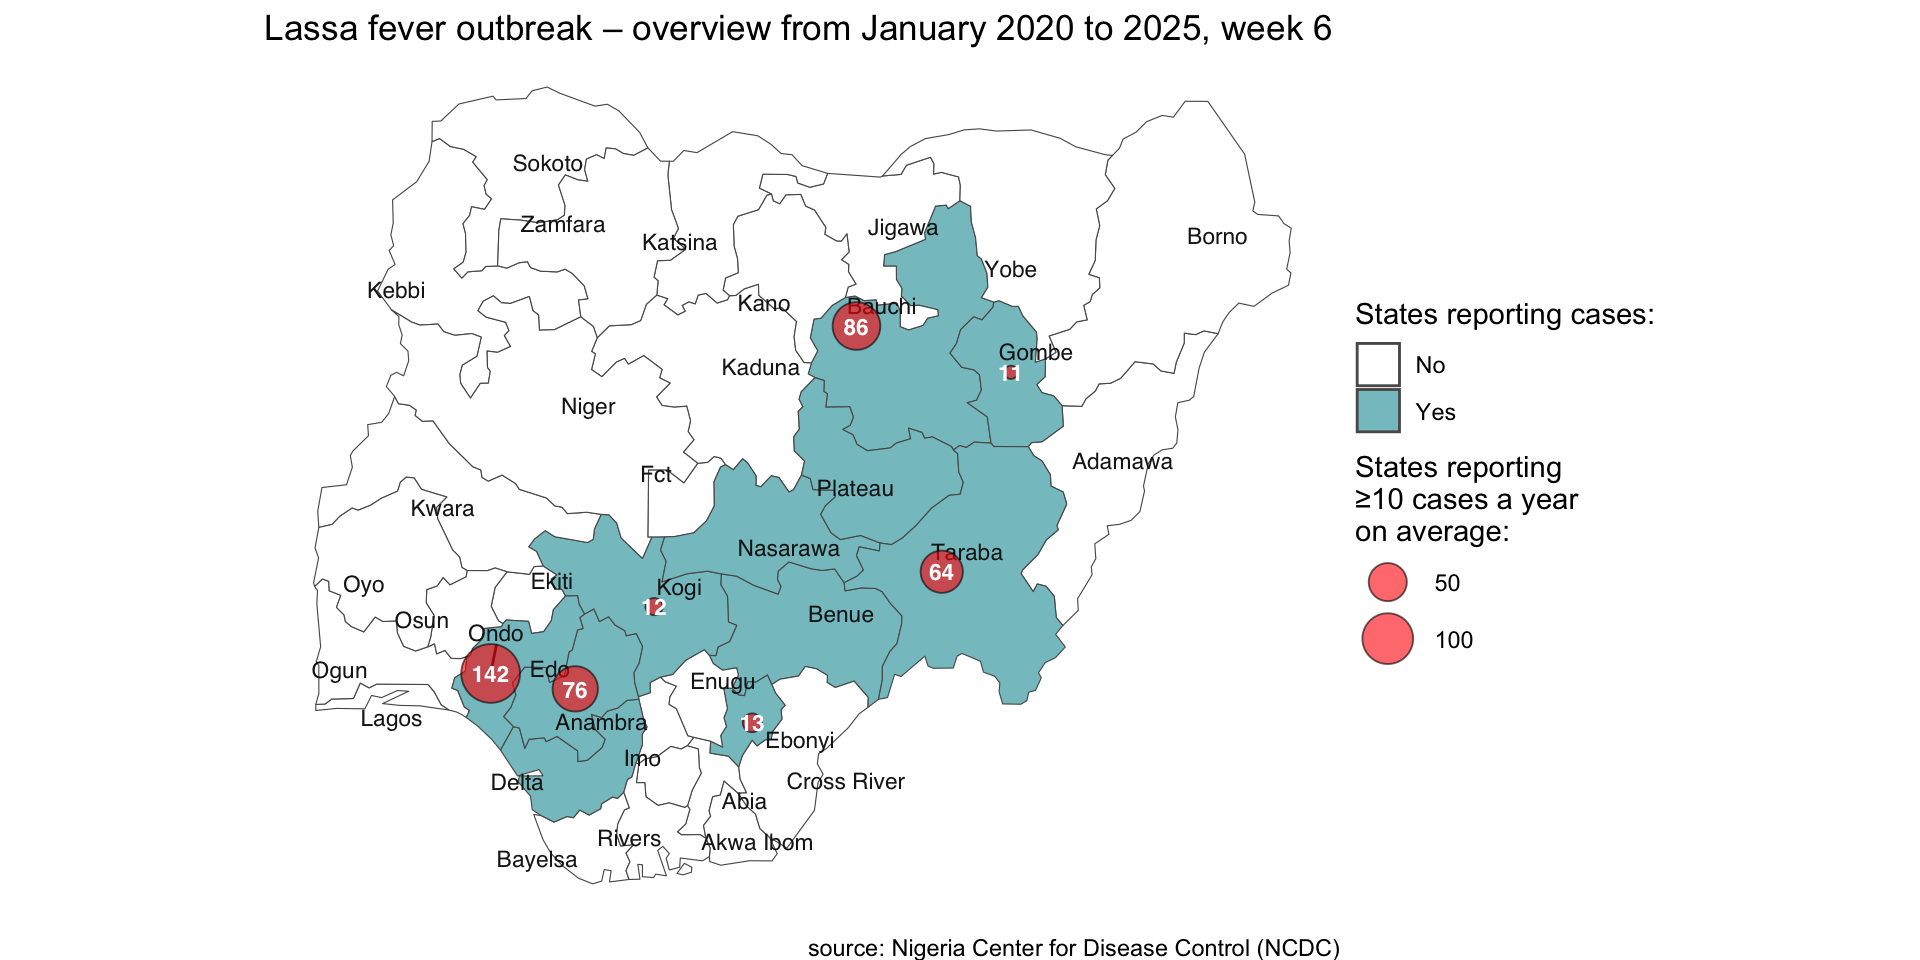 Lassa fever outbreak – overview from January 2020 to 2025, week 6
Sokoto
Zamfara
Katsina
Jigawa
Borno
Yobe
Kebbi
Kano
Bauchi
86
Gombe
11
Kaduna
Niger
Adamawa
Fct
Plateau
Kwara
Nasarawa
Taraba
64
Oyo
Ekiti
Kogi
12
Benue
Osun
Ondo
142
Ogun
Edo
76
Enugu
Lagos
Anambra
13
Ebonyi
Imo
Delta
Cross River
Abia
Rivers
Akwa Ibom
Bayelsa
States reporting cases:
No
Yes
States reporting
≥10 cases a year
on average:
50
100
source: Nigeria Center for Disease Control (NCDC)